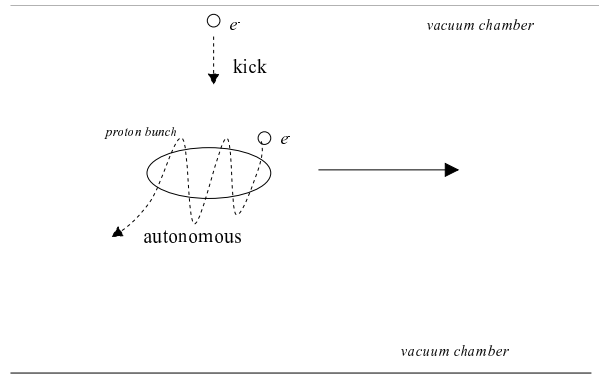 e-
vacuum chamber
kick
proton bunch
e-
autonomous
vacuum chamber